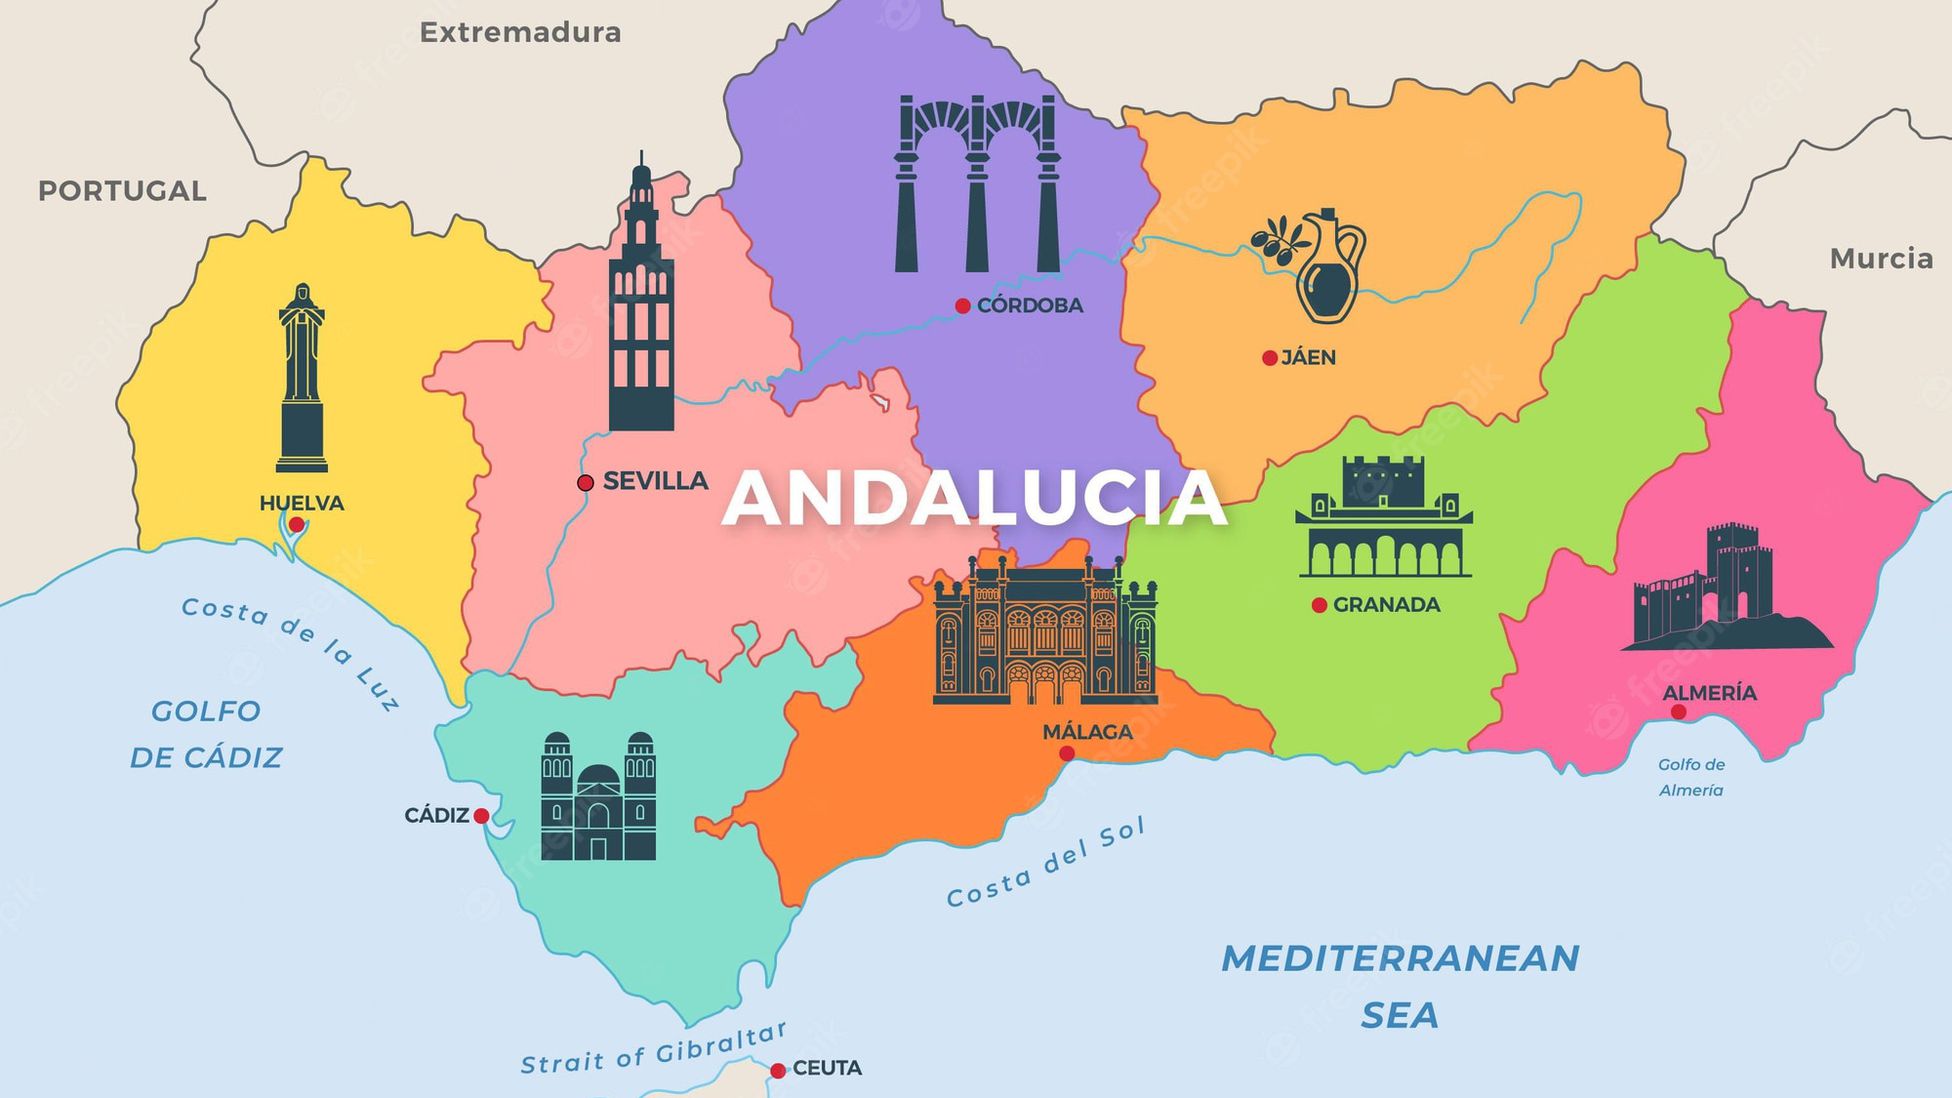 Extremadura
PORTUGAL
Murcia
CÓRDOBA
JÁEN
SEVILLA
ANDALUCIA
HUELVA
GRANADA
Costa de la Luz
GOLFO
DE CÁDIZ
ALMERÍA
MÁLAGA
Golfo de
Almería
CÁDIZ
Costa del Sol
MEDITERRANEAN
SEA
Strait of Gibraltar
CEUTA
freepik